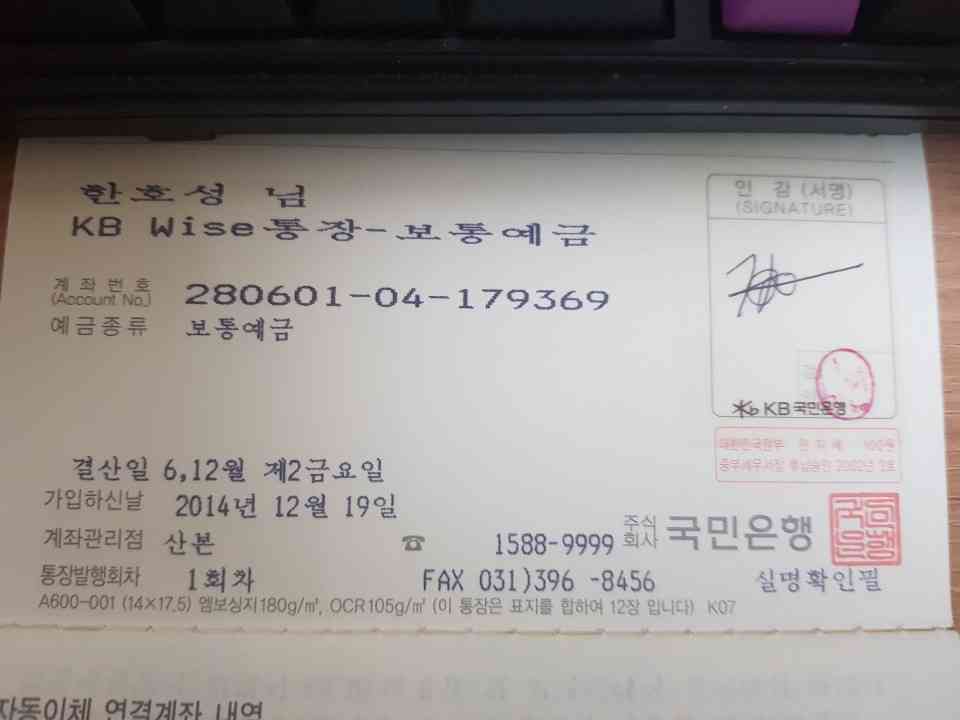 한호성 님
KB Wise통장-보통예금
인 감 (서명)
(SIGNATURE)
계좌번호
(Account No.) 280601-04-179369
예금종류 보통예금
KB국민은행
대한민국정부 인지세 100원
중부세무서장 후납승인 2002년 2호
결산일 6,12월 제2금요일
가입하신날 2014년 12월 19일
계좌관리점 산본 ☎ 1588-9999 주식회사 국민은행
통장발행회차 1회차 FAX 031)396 -8456 실명확인필
A600-001 (14×17.5) 엠보싱지180g/㎡, OCR105g/㎡ (이 통장은 표지를 합하여 12장 입니다) K07
자동이체 연결계좌 내역